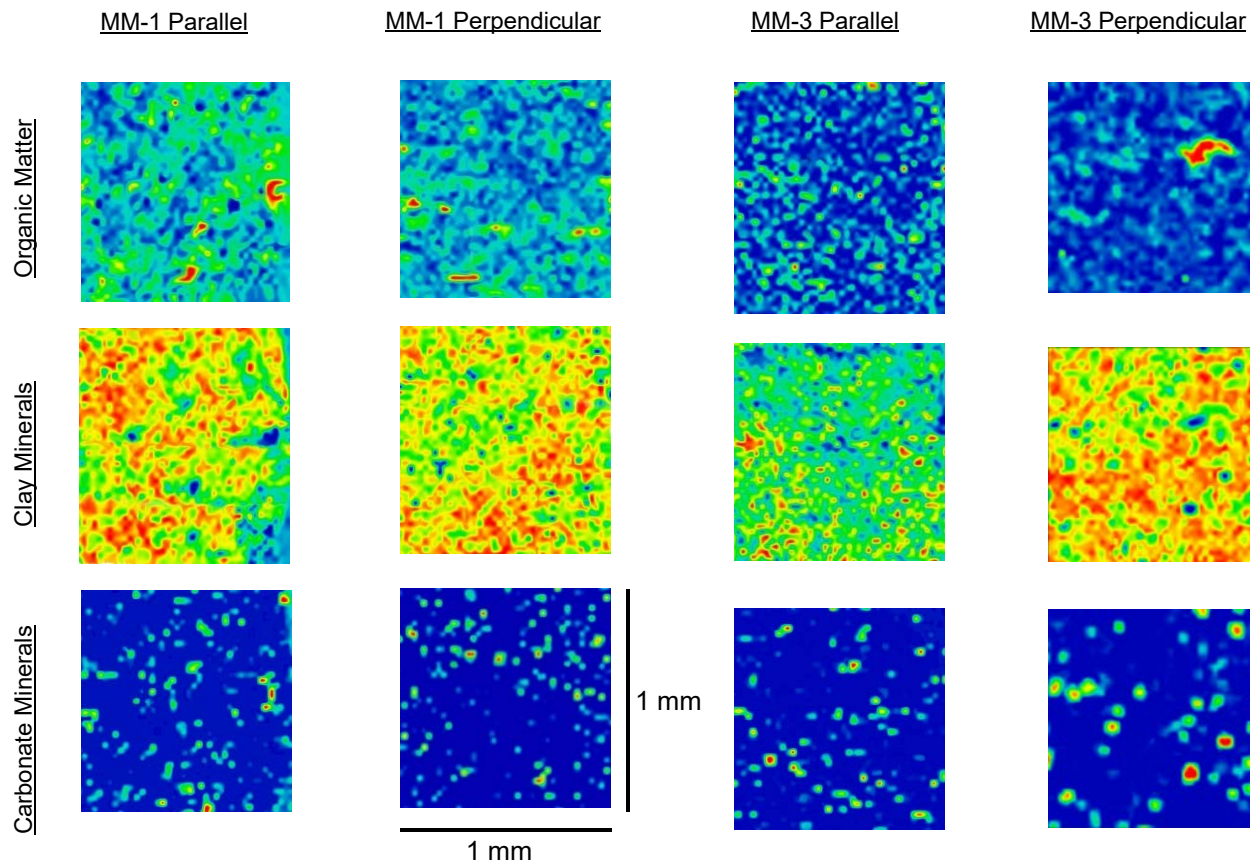 MM-1 Parallel
MM-1 Perpendicular
MM-3 Parallel
MM-3 Perpendicular
Organic Matter
Clay Minerals
Carbonate Minerals
1 mm
1 mm